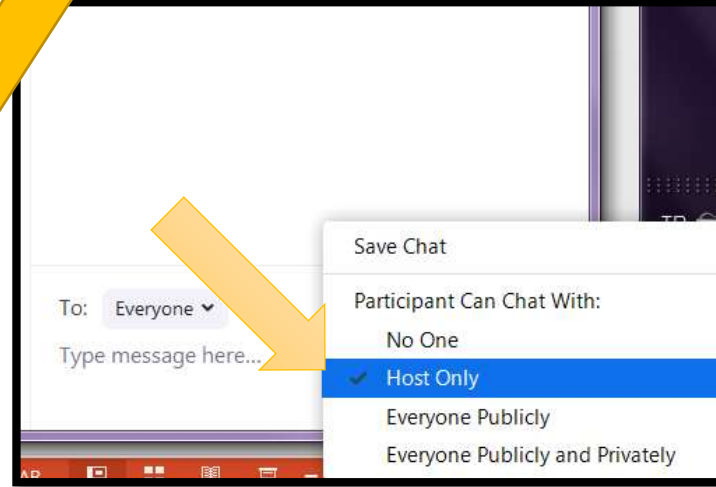 Save Chat
Participant Can Chat With:
To: Everyone
No One
Type message here...
Host Only
Everyone Publicly
Everyone Publicly and Privately